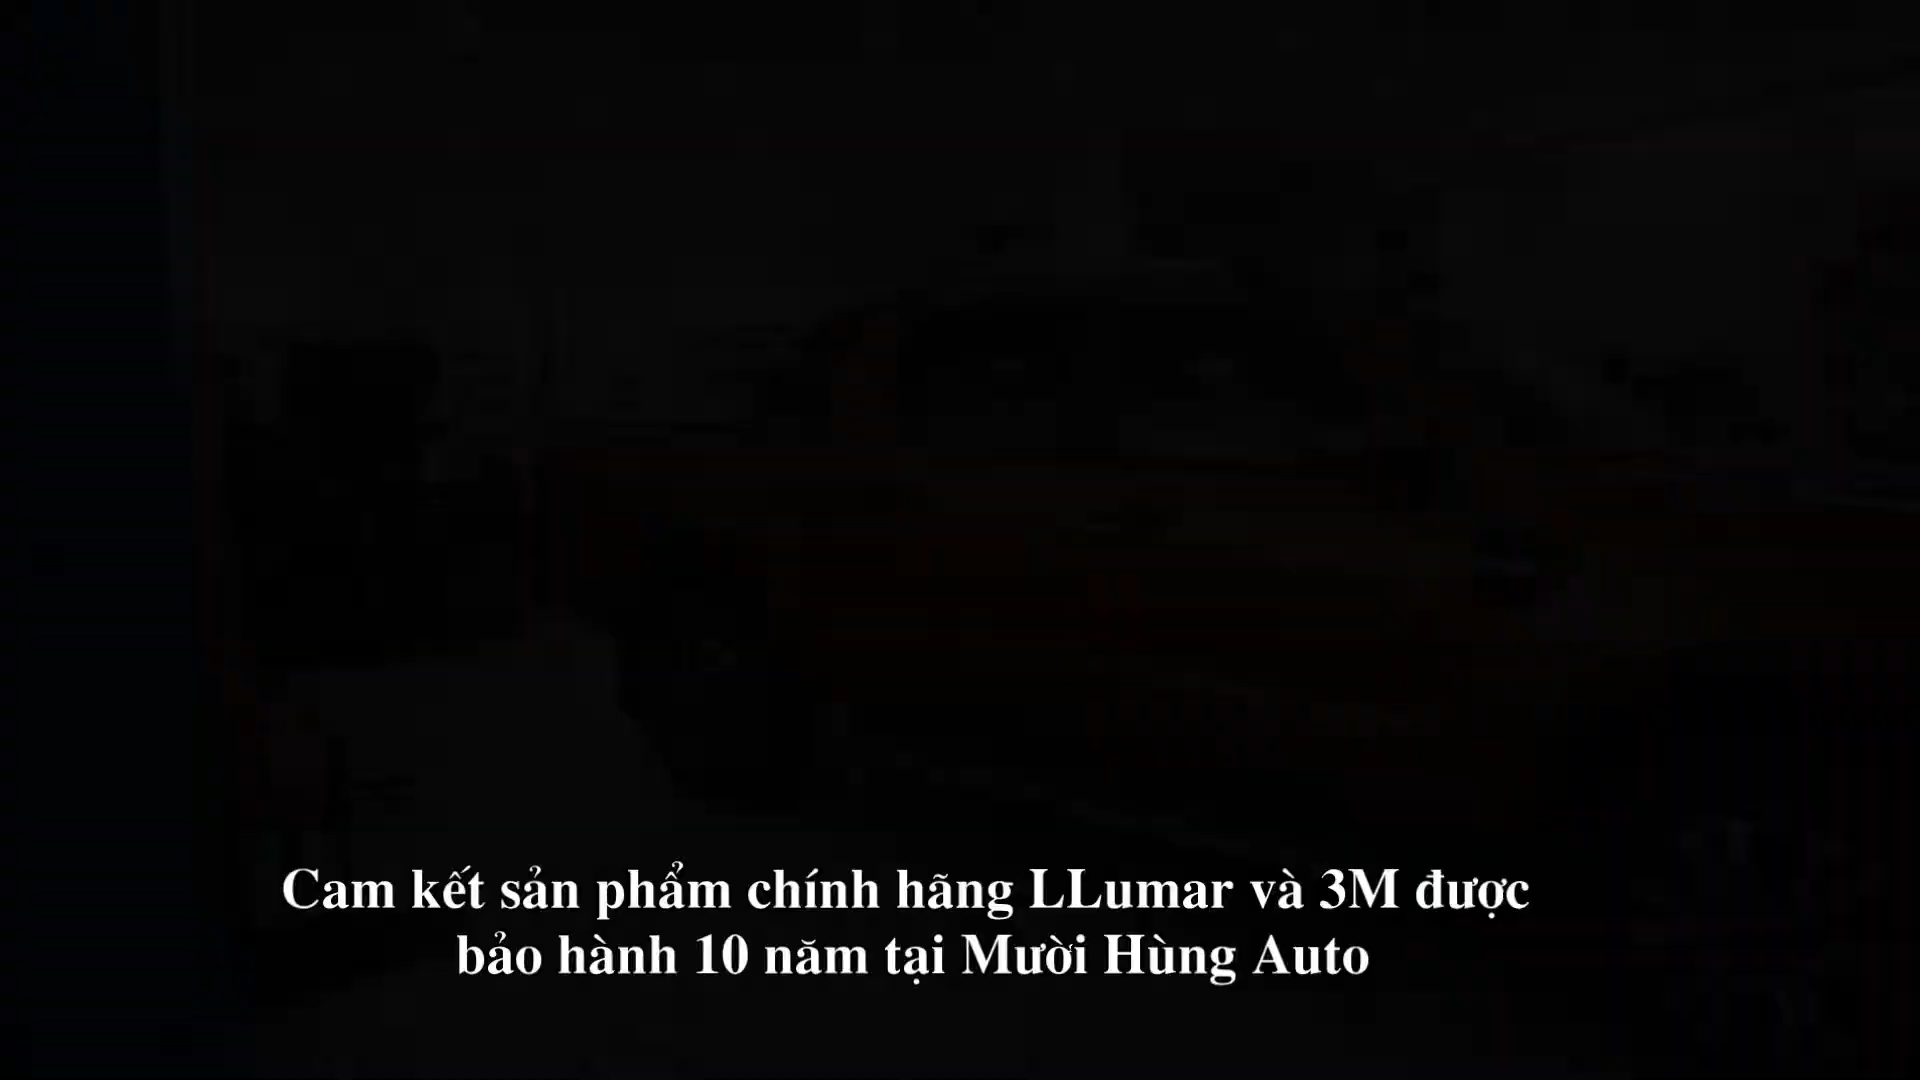 Cam kết sản phẩm chính hãng LLumar và 3M được
bảo hành 10 năm tại Mười Hùng Auto